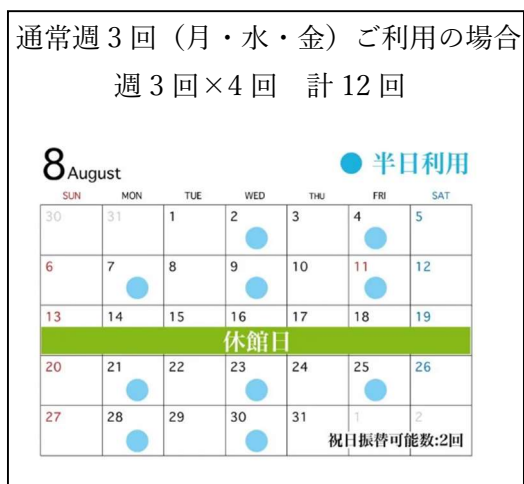 通常週3回（月・水・金）ご利用の場合
週3回×4回　計12回
8 August
半日利用
SUN MON TUE WED THU FRI SAT
30 31 1 2 3 4 5
6 7 8 9 10 11 12
13 14 15 16 17 18 19
休館日
20 21 22 23 24 25 26
27 28 29 30 31 1 2
祝日振替可能数:2回